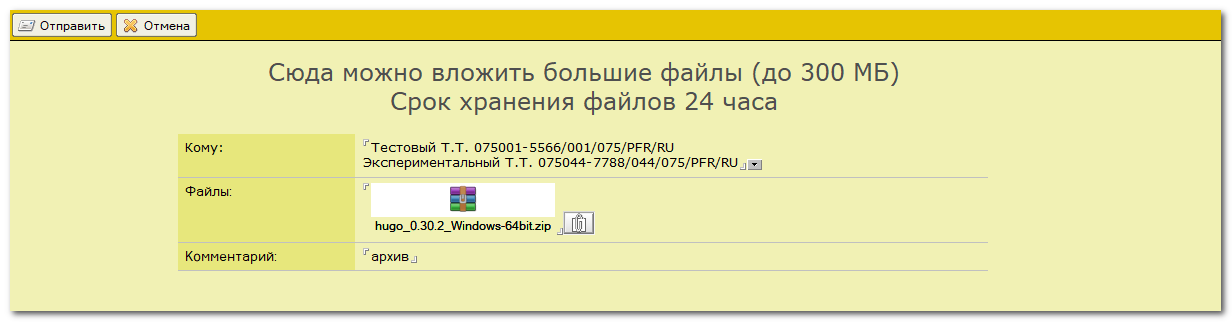 Отправить Отмена
Сюда можно вложить большие файлы (до 300 МБ)
Срок хранения файлов 24 часа
Кому: Тестовый Т.Т. 075001-5566/001/075/PFR/RU
Экспериментальный Т.Т. 075044-7788/044/075/PFR/RU
Файлы:
hugo_0.30.2_Windows-64bit.zip
Комментарий: архив